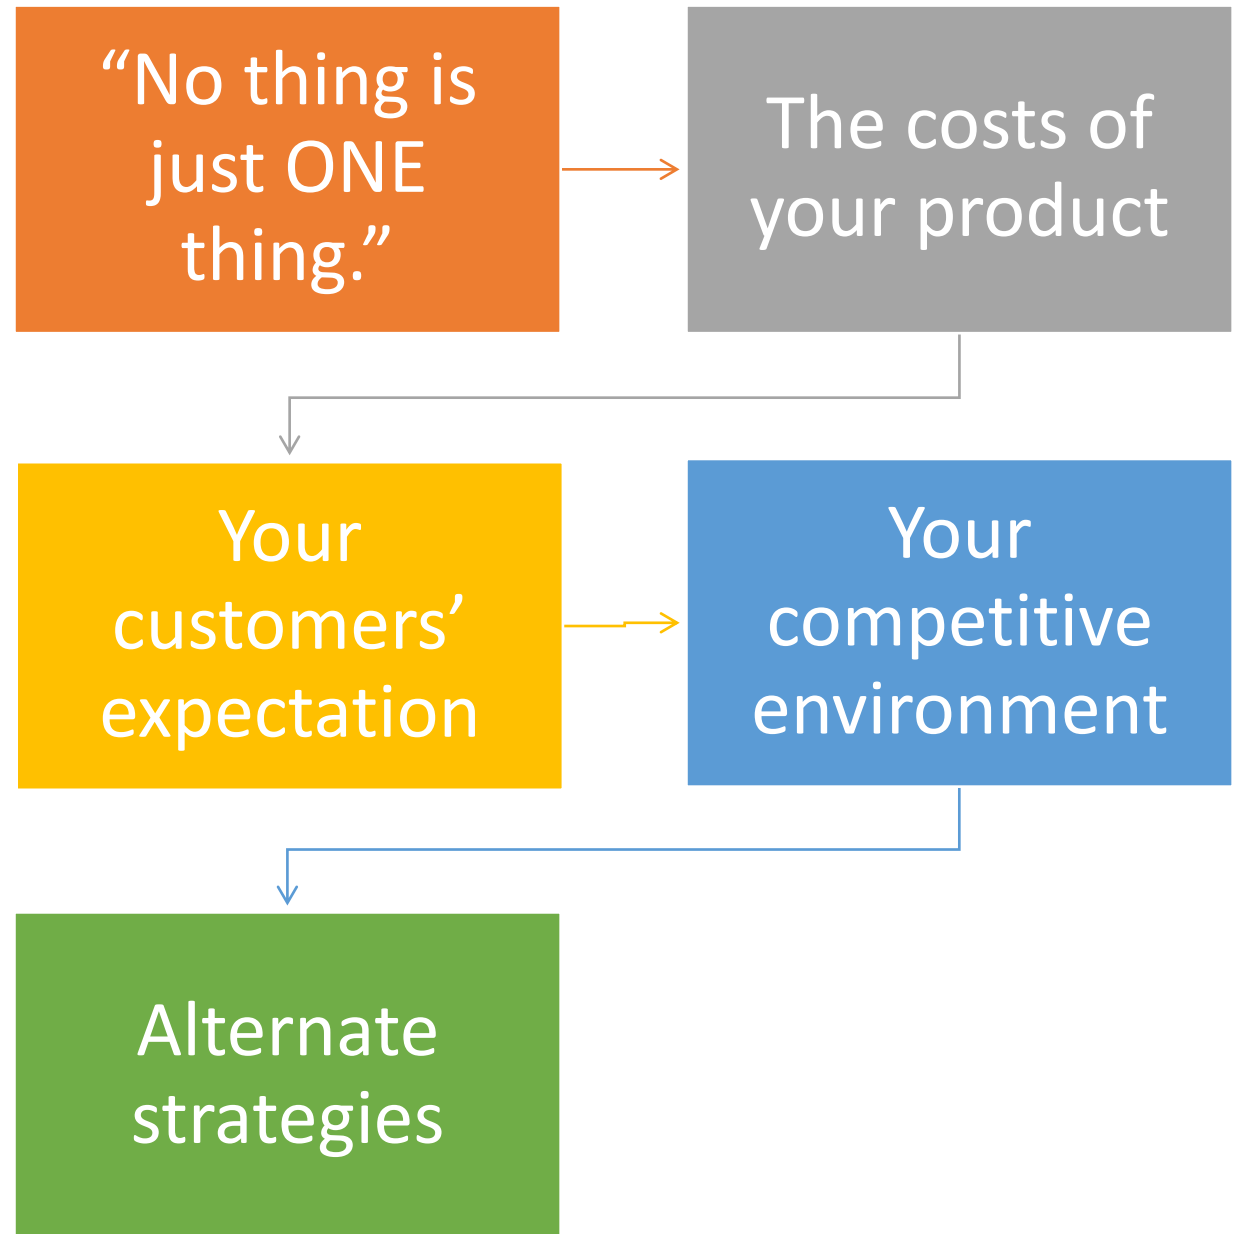 “No thing is
just ONE
thing.”
The costs of
your product
Your
customers’
expectation
Your
competitive
environment
Alternate
strategies